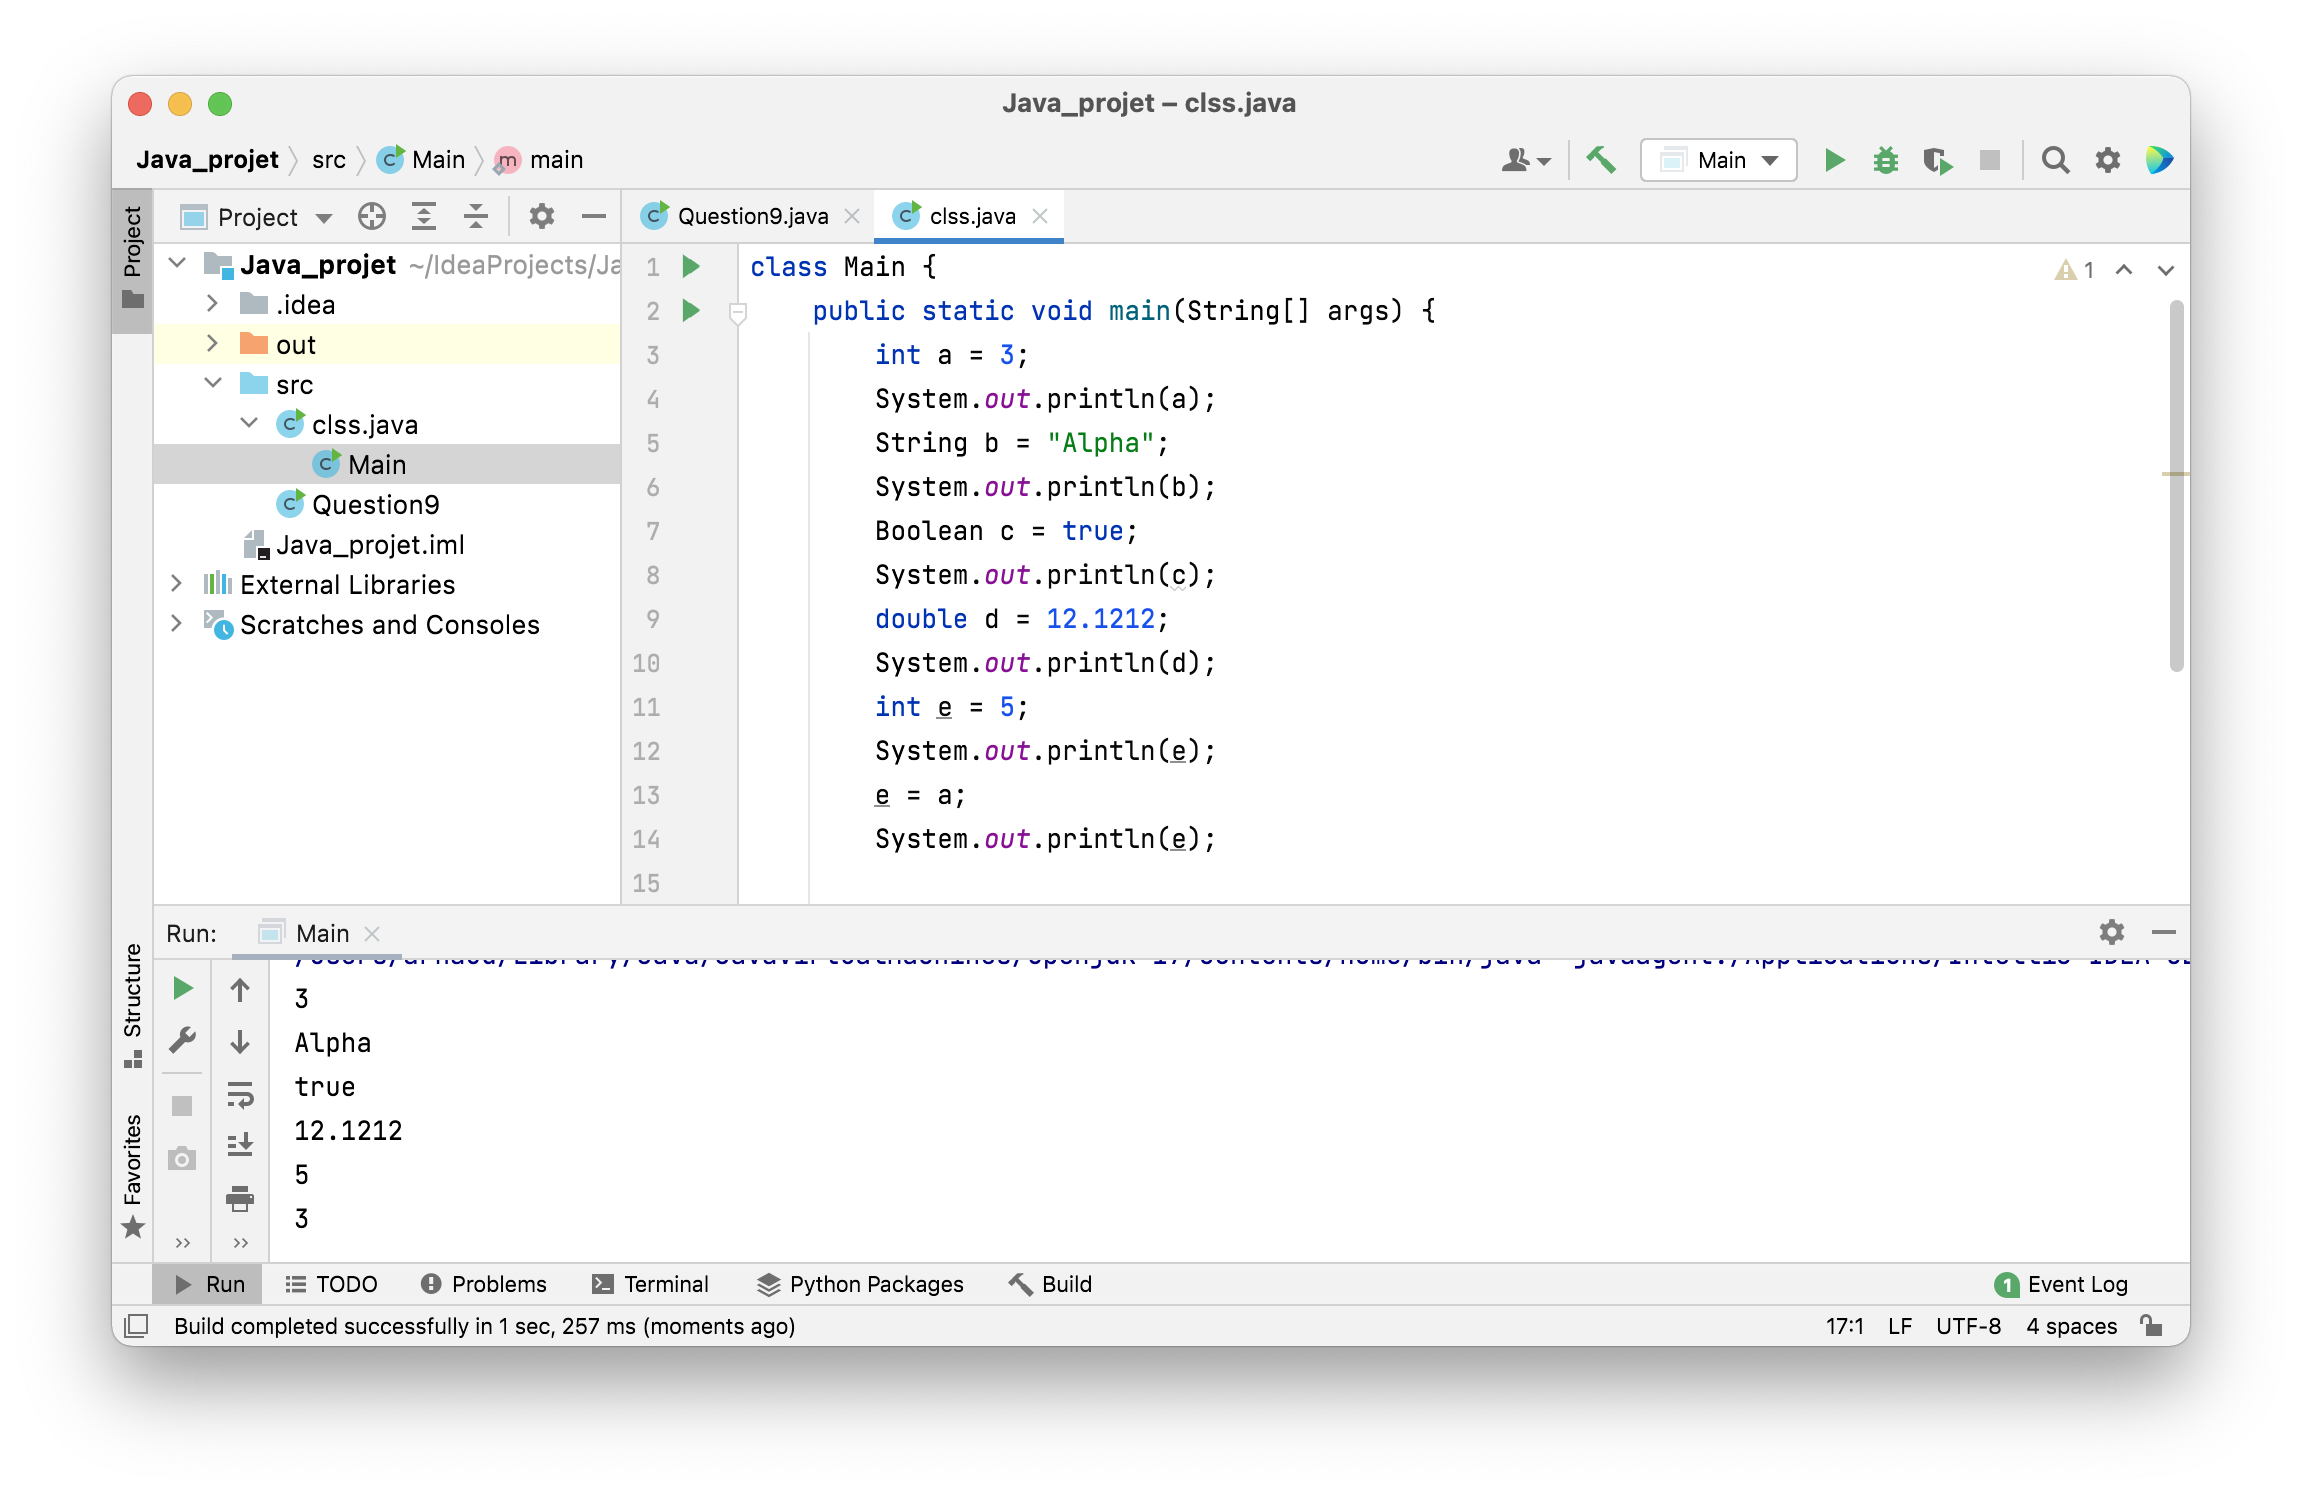 Java_projet – clss.java
Java_projet src Main main
Main
Project
Project
Question9.java
clss.java
Java_projet ~/IdeaProjects/Ja
.idea
out
src
clss.java
Main
Question9
Java_projet.iml
External Libraries
Scratches and Consoles
1 class Main {
2 public static void main(String[] args) {
3 int a = 3;
4 System.out.println(a);
5 String b = "Alpha";
6 System.out.println(b);
7 Boolean c = true;
8 System.out.println(c);
9 double d = 12.1212;
10 System.out.println(d);
11 int e = 5;
12 System.out.println(e);
13 e = a;
14 System.out.println(e);
15
1
Structure
Favorites
Run: Main
3
Alpha
true
12.1212
5
3
Run TODO Problems Terminal Python Packages Build 1 Event Log
Build completed successfully in 1 sec, 257 ms (moments ago) 17:1 LF UTF-8 4 spaces